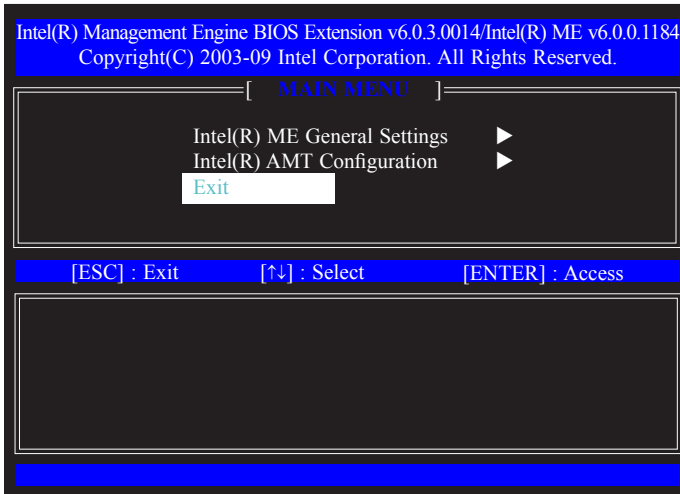 Intel(R) Management Engine BIOS Extension v6.0.3.0014/Intel(R) ME v6.0.0.1184
Copyright(C) 2003-09 Intel Corporation. All Rights Reserved.
[ MAIN MENU ]
Intel(R) ME General Settings ▶
Intel(R) AMT Configuration ▶
Exit
[ESC] : Exit [↑↓] : Select [ENTER] : Access